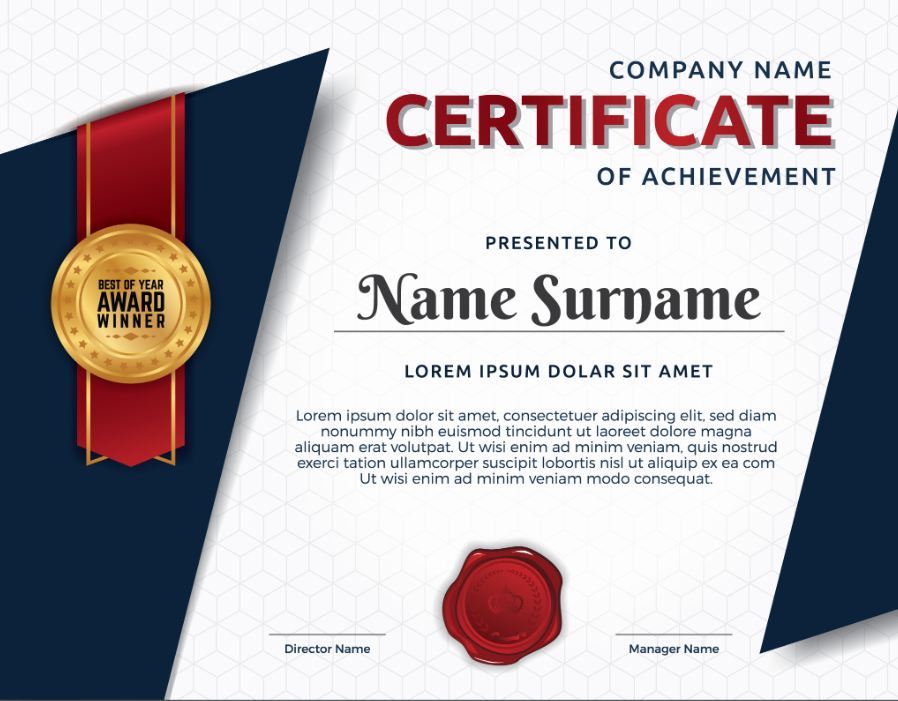 COMPANY NAME
CERTIFICATE
OF ACHIEVEMENT
BEST OF YEAR
AWARD
WINNER
PRESENTED TO
Name Surname
LOREM IPSUM DOLAR SIT AMET
Lorem ipsum dolor sit amet, consectetuer adipiscing elit, sed diam
nonummy nibh euismod tincidunt ut laoreet dolore magna
aliquam erat volutpat. Ut wisi enim ad minim veniam, quis nostrud
exerci tation ullamcorper suscipit lobortis nisl ut aliquip ex ea com
Ut wisi enim ad minim veniam modo consequat.
Director Name
Manager Name